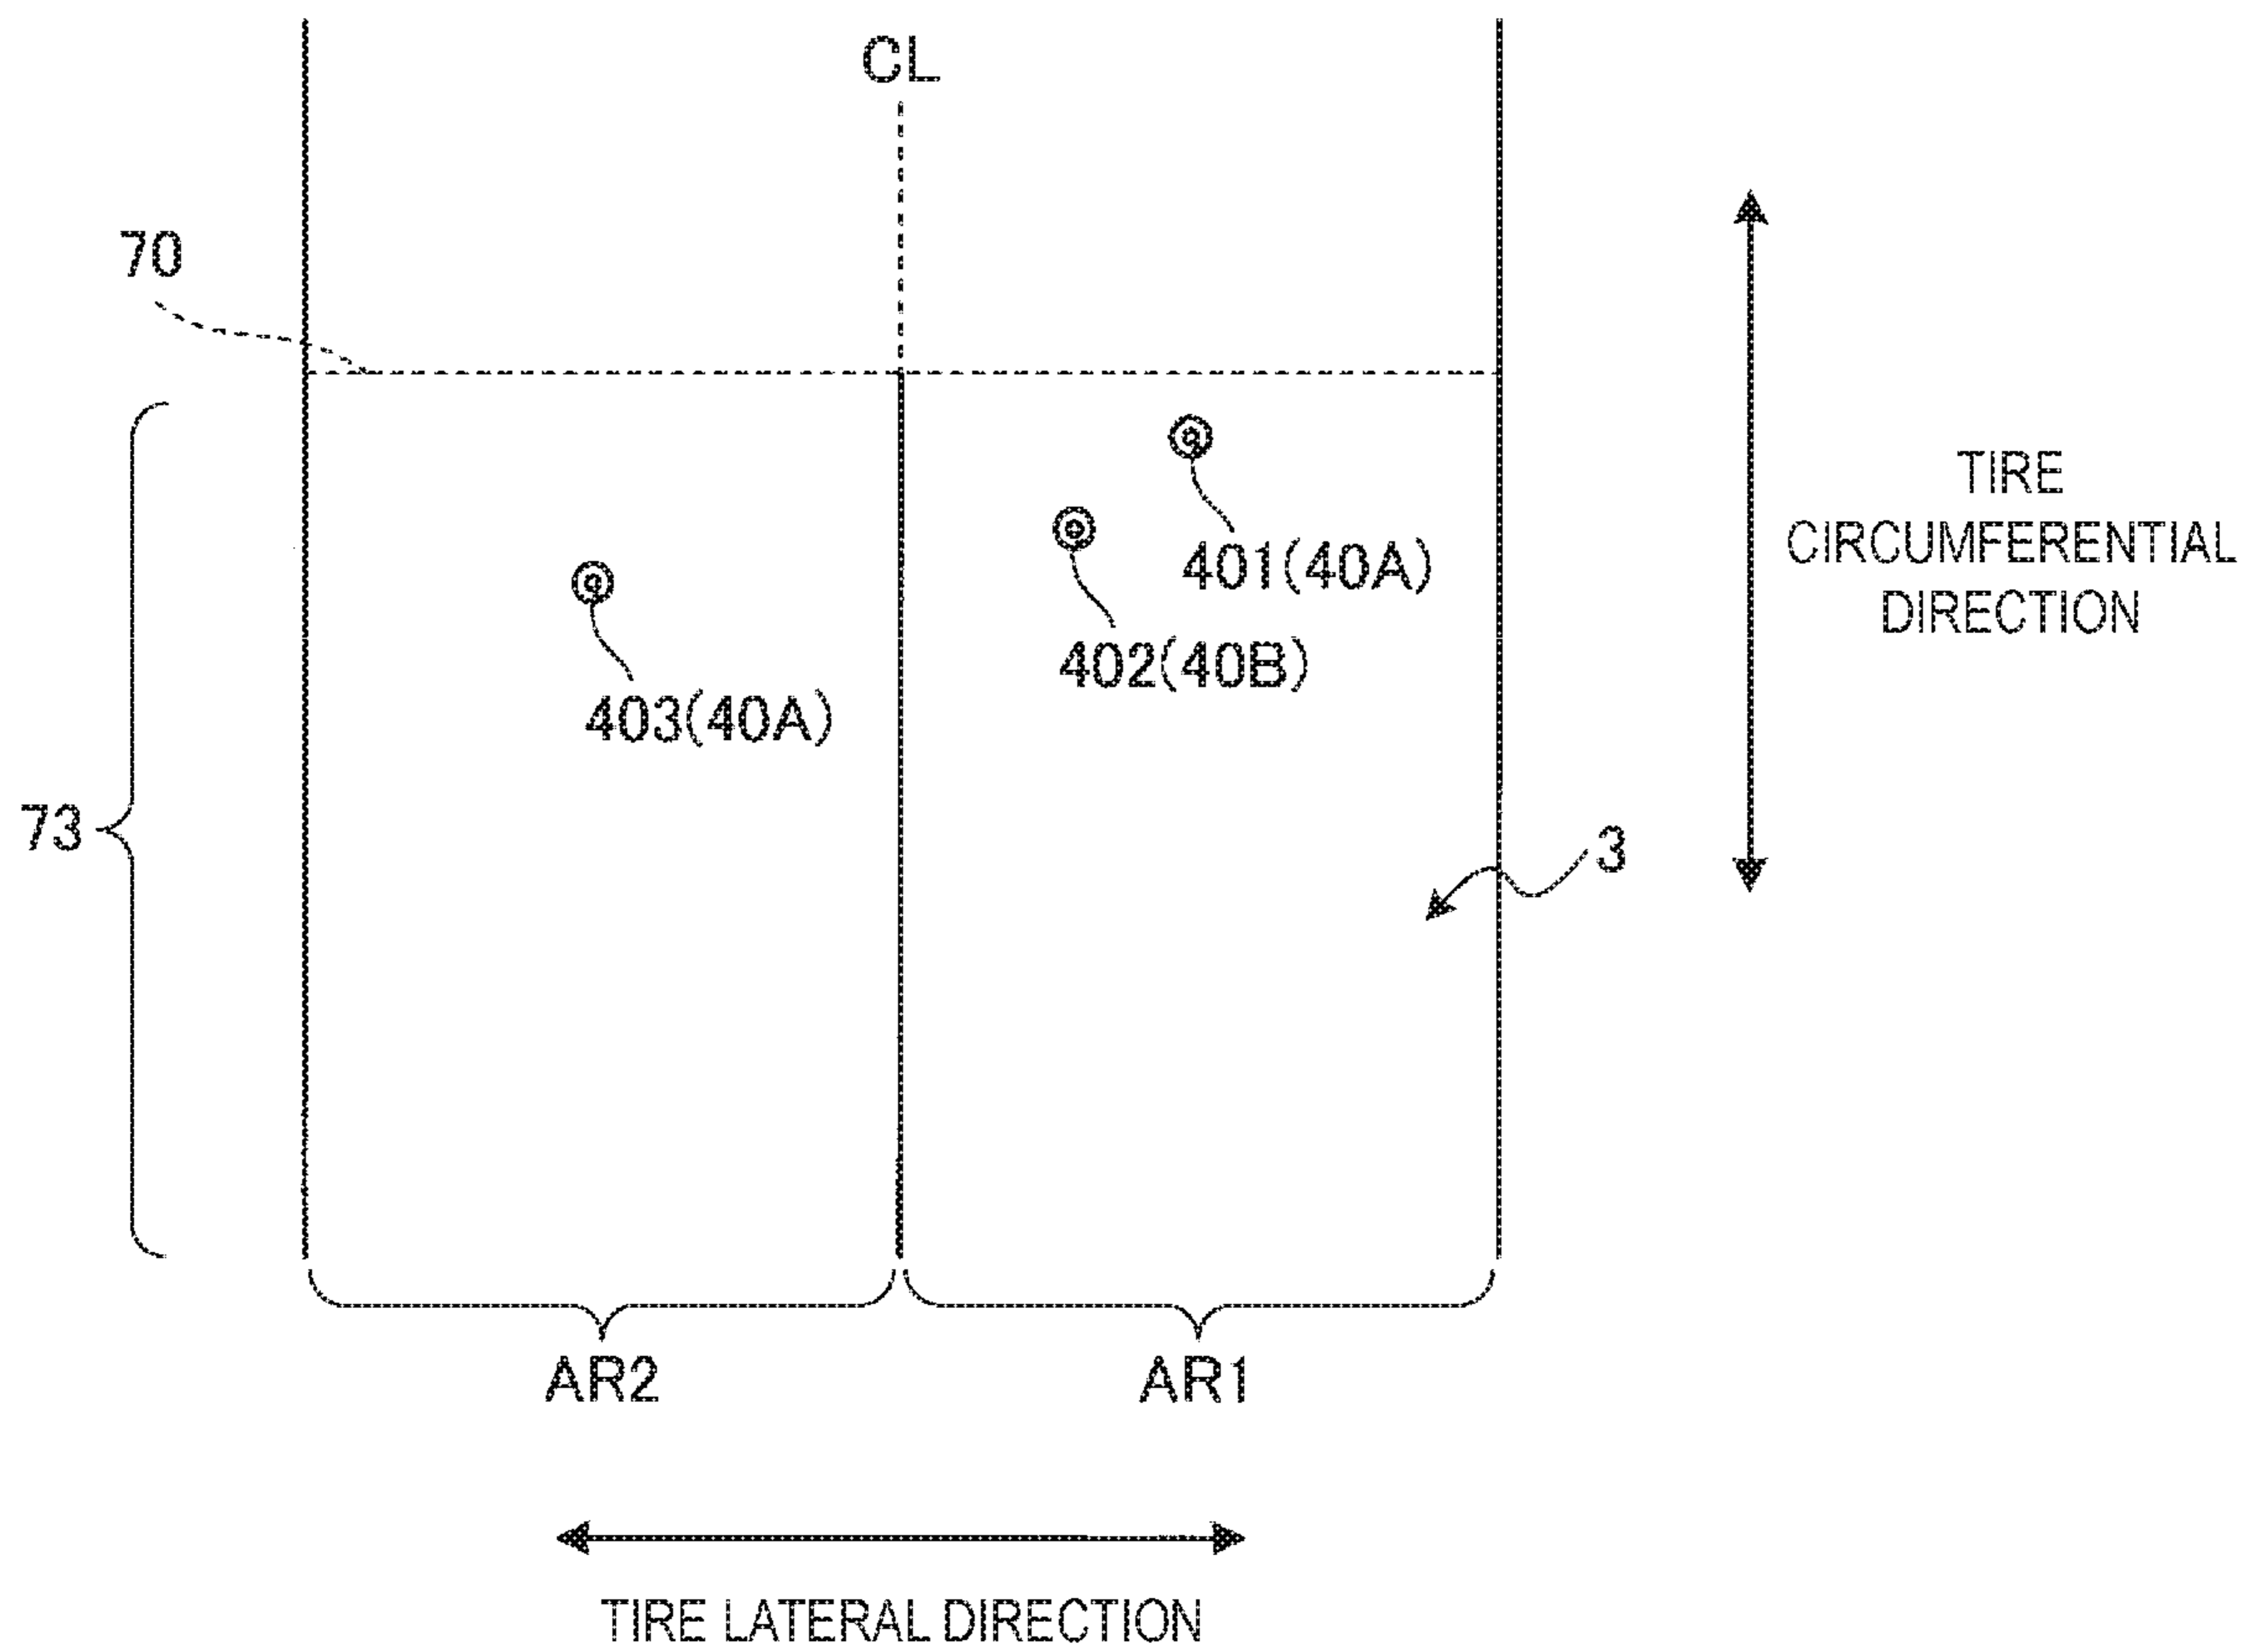 CL
70
401(40A)
402(40B)
403(40A)
TIRE
CIRCUMFERENTIAL
DIRECTION
73
3
AR2
AR1
TIRE LATERAL DIRECTION